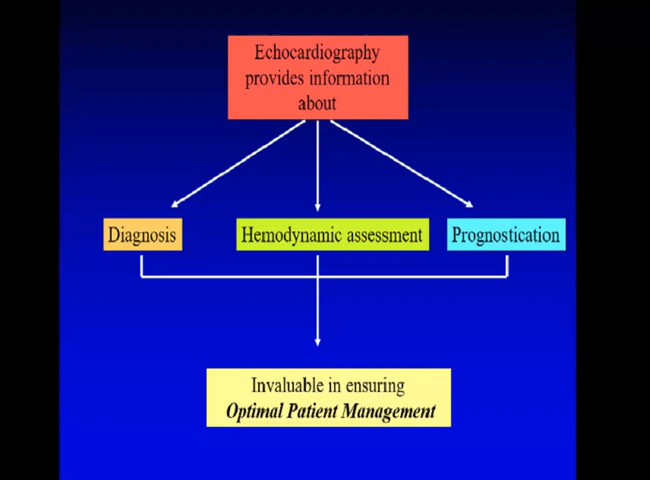 Echocardiography
provides information
about
Diagnosis
Hemodynamic assessment
Prognostication
Invaluable in ensuring
Optimal Patient Management